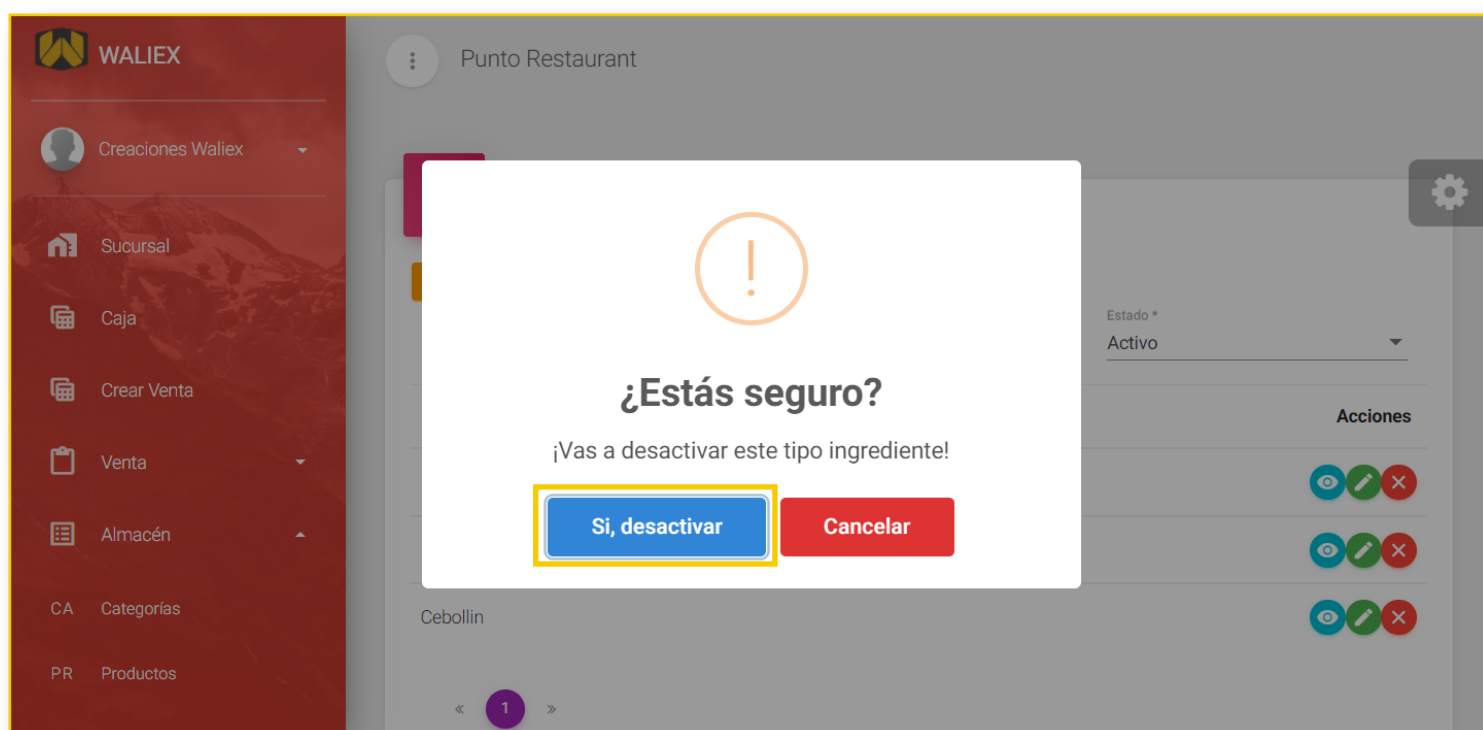 WALIEX
Creaciones Waliex
Sucursal
Caja
Crear Venta
Venta
Almacén
CA Categorías
PR Productos
Punto Restaurant
Estado *
Activo
Acciones
¿Estás seguro?
¡Vas a desactivar este tipo ingrediente!
Si, desactivar
Cancelar
Cebollin
« 1 »